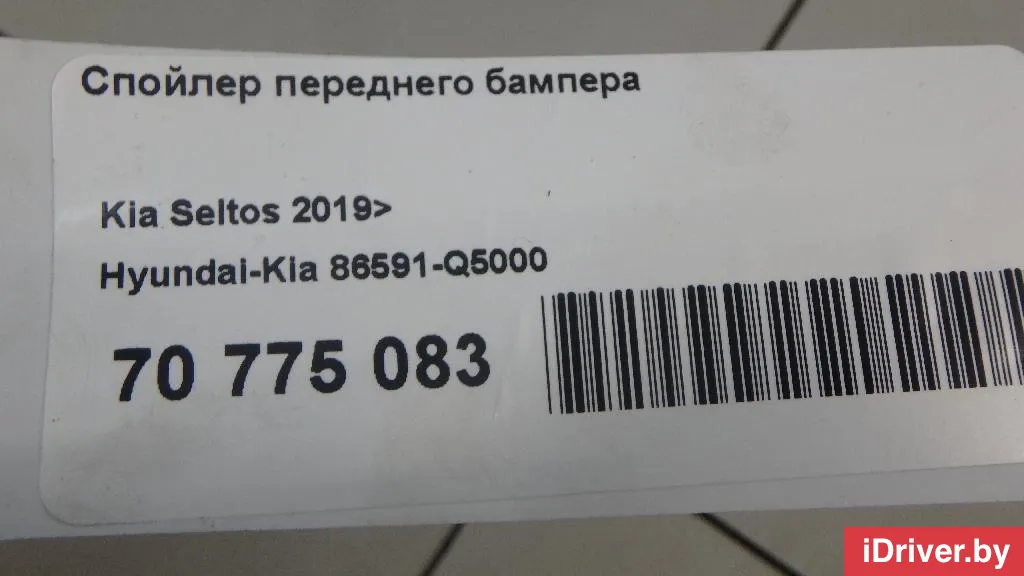 Спойлер переднего бампера
Kia Seltos 2019>
Hyundai-Kia 86591-Q5000
70 775 083
iDriver.by